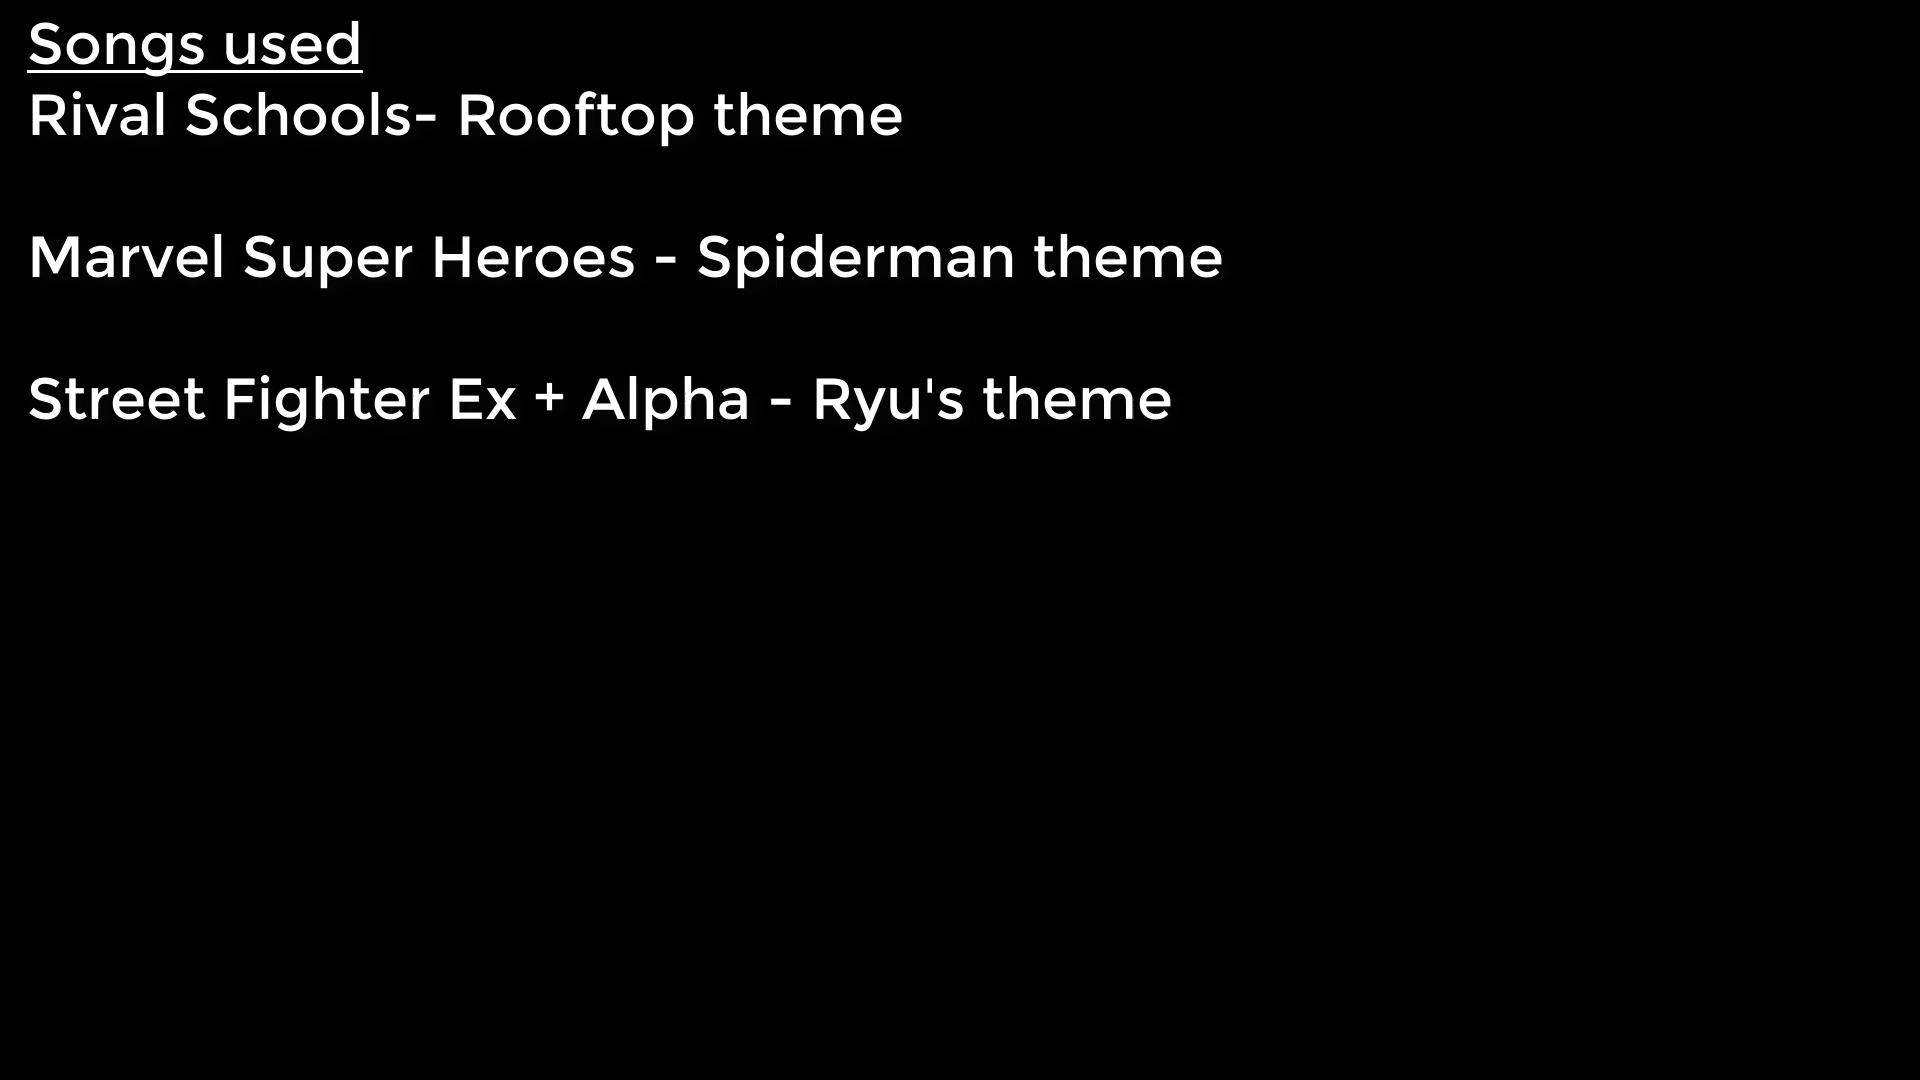 Songs used
Rival Schools- Rooftop theme
Marvel Super Heroes - Spiderman theme
Street Fighter Ex + Alpha - Ryu's theme